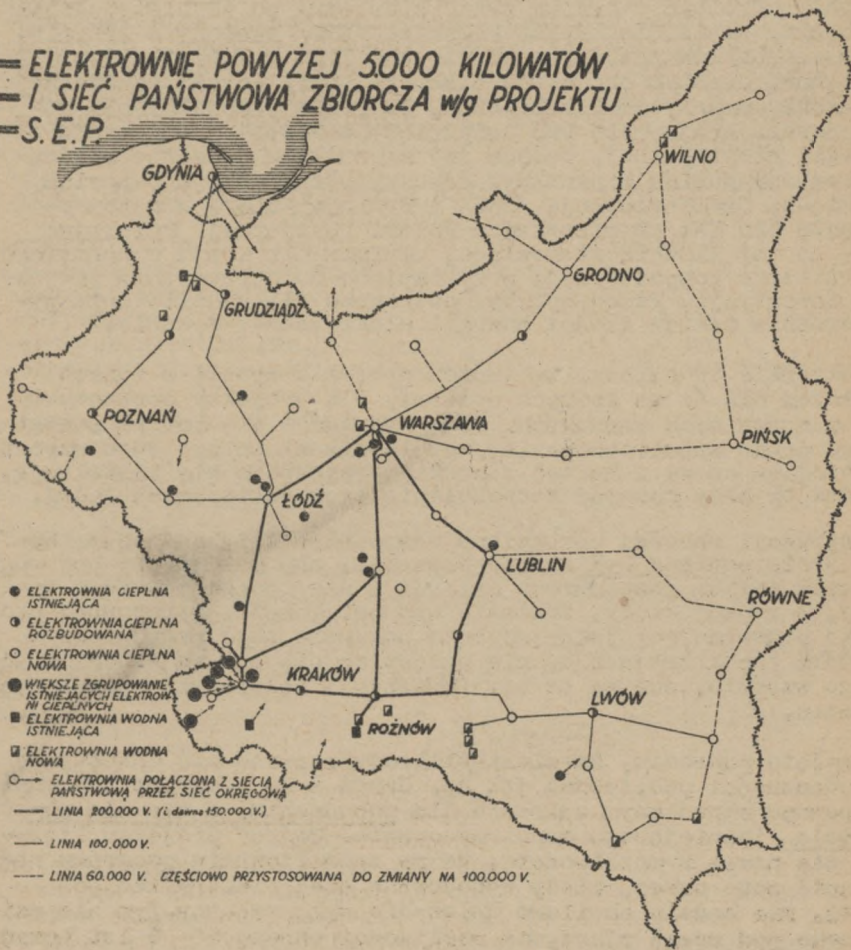 ELEKTROWNIE POWYŻEJ 5.000 KILOWATÓW
I SIEĆ PAŃSTWOWA ZBIORCZA w/g PROJEKTU
S.E.P.
GDYNIA
WILNO
GRODNO
GRUDZIĄDZ
POZNAŃ
WARSZAWA
PIŃSK
ŁÓDŹ
LUBLIN
RÓWNE
KRAKÓW
LWÓW
ROŻNÓW
ELEKTROWNIA CIEPLNA
ISTNIEJĄCA
ELEKTROWNIA CIEPLNA
ROZBUDOWANA
ELEKTROWNIA CIEPLNA
NOWA
WIĘKSZE ZGRUPOWANIE
ISTNIEJĄCYCH ELEKTROW
NI CIEPLNYCH
ELEKTROWNIA WODNA
ISTNIEJĄCA
ELEKTROWNIA WODNA
NOWA
ELEKTROWNIA POŁĄCZONA Z SIECIĄ
PAŃSTWOWĄ PRZEZ SIEĆ OKRĘGOWĄ
LINIA 200.000 V. (i dawna 150.000 V.)
LINIA 100.000 V.
LINIA 60.000 V. CZĘŚCIOWO PRZYSTOSOWANA DO ZMIANY NA 100.000 V.